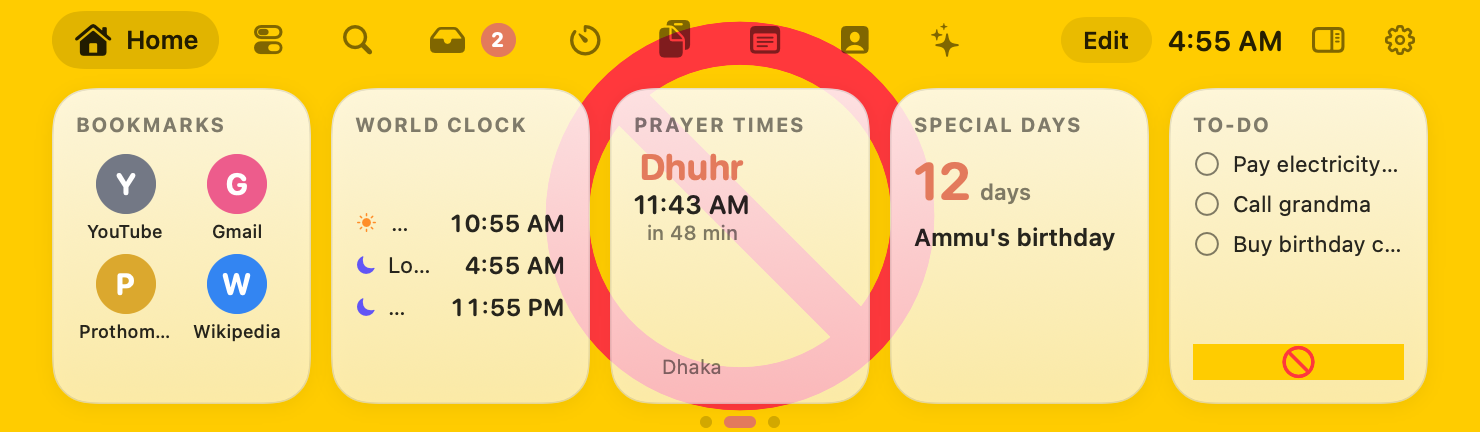 Home
2
Edit
4:55 AM
BOOKMARKS
Y
G
YouTube
Gmail
P
W
Prothom...
Wikipedia
WORLD CLOCK
... 10:55 AM
Lo... 4:55 AM
... 11:55 PM
PRAYER TIMES
Dhuhr
11:43 AM
in 48 min
Dhaka
SPECIAL DAYS
12 days
Ammu's birthday
TO-DO
Pay electricity...
Call grandma
Buy birthday c...